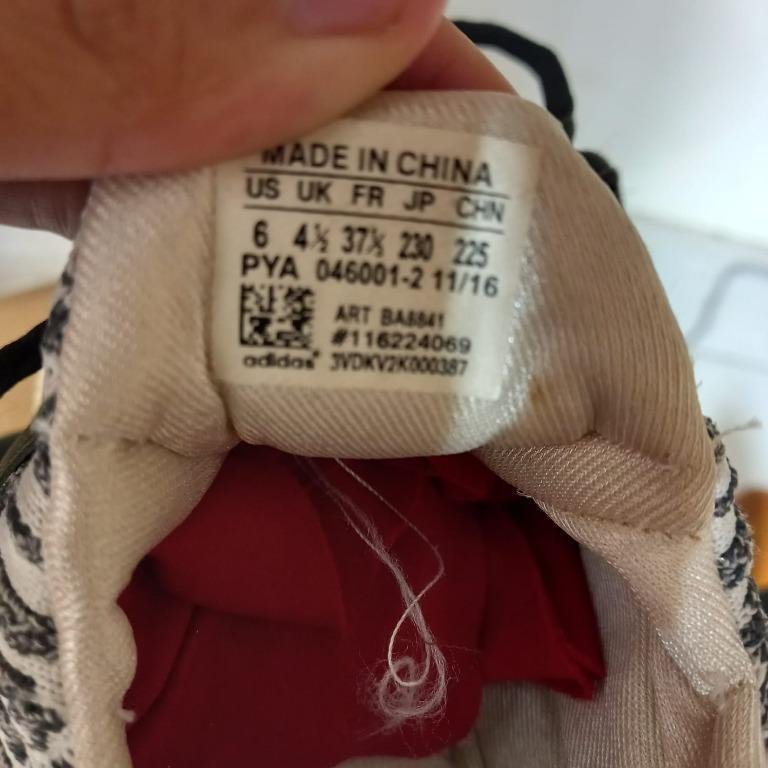 MADE IN CHINA
US UK FR JP CHN
6 4½ 37⅓ 230 225
PYA 046001-2 11/16
ART BA8841
#116224069
adidas® 3VDKV2K000387